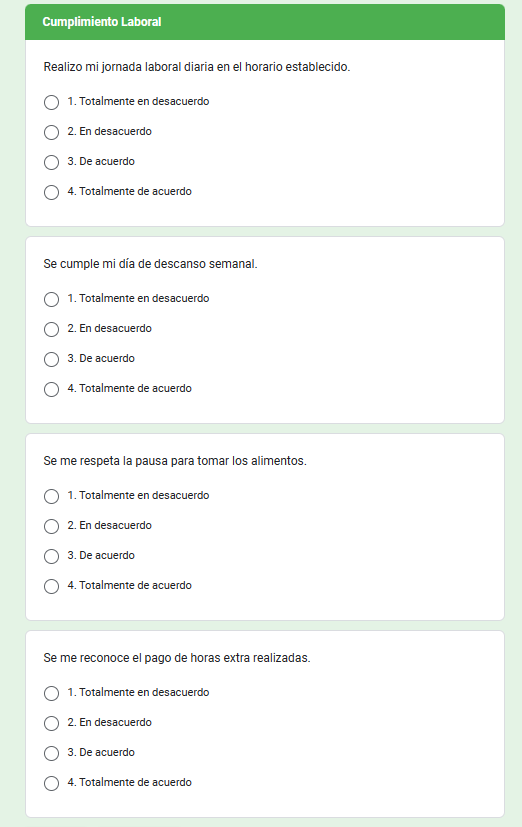 Cumplimiento Laboral
Realizo mi jornada laboral diaria en el horario establecido.
1. Totalmente en desacuerdo
2. En desacuerdo
3. De acuerdo
4. Totalmente de acuerdo
Se cumple mi día de descanso semanal.
1. Totalmente en desacuerdo
2. En desacuerdo
3. De acuerdo
4. Totalmente de acuerdo
Se me respeta la pausa para tomar los alimentos.
1. Totalmente en desacuerdo
2. En desacuerdo
3. De acuerdo
4. Totalmente de acuerdo
Se me reconoce el pago de horas extra realizadas.
1. Totalmente en desacuerdo
2. En desacuerdo
3. De acuerdo
4. Totalmente de acuerdo